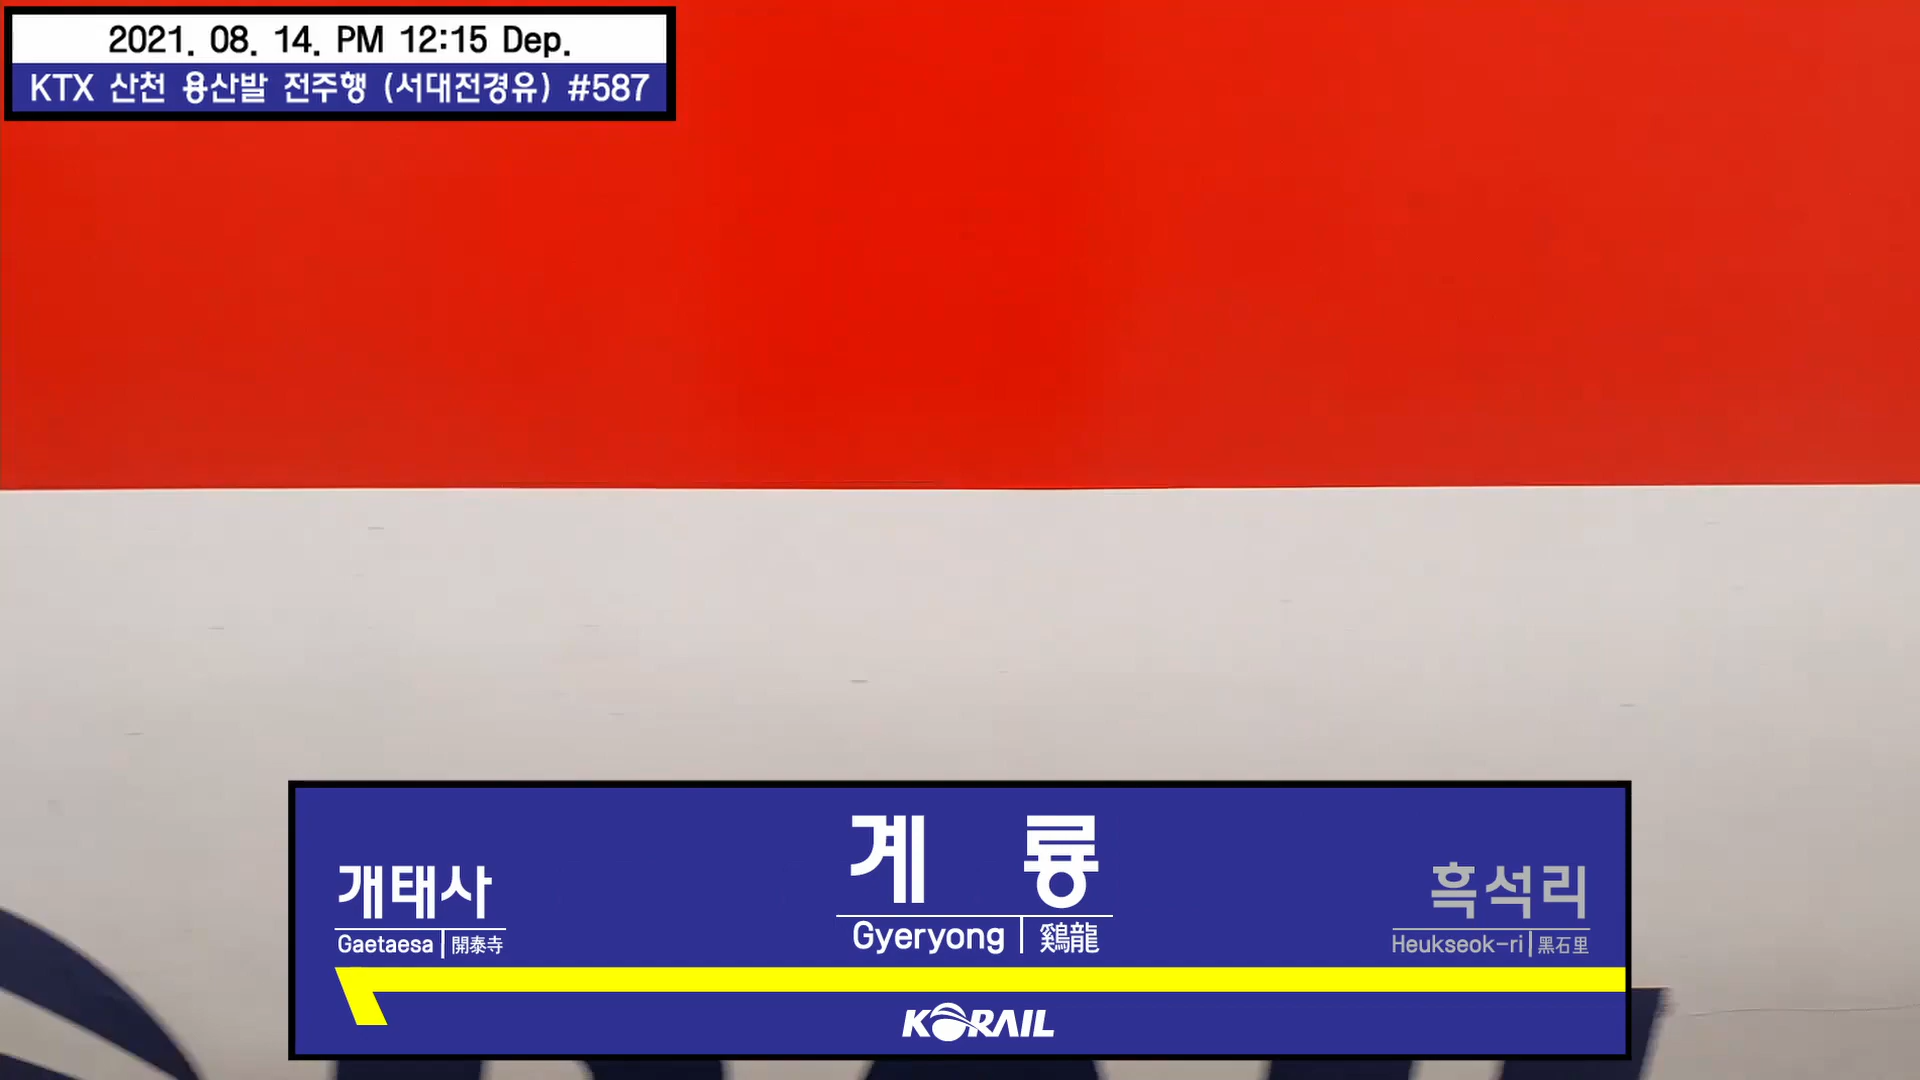 2021. 08. 14. PM 12:15 Dep.
KTX 산천 용산발 전주행 (서대전경유) #587
계 룡
Gyeryong | 鷄龍
개태사
Gaetaesa | 開泰寺
흑석리
Heukseok-ri | 黑石里
KORAIL